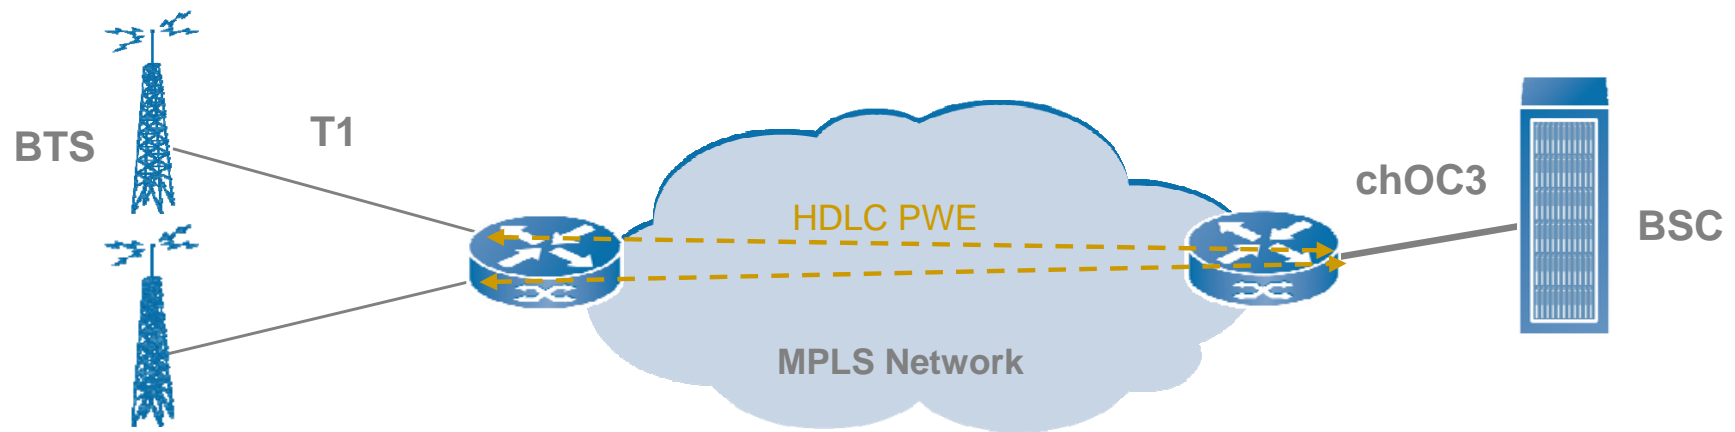 BTS
T1
HDLC PWE
chOC3
BSC
MPLS Network